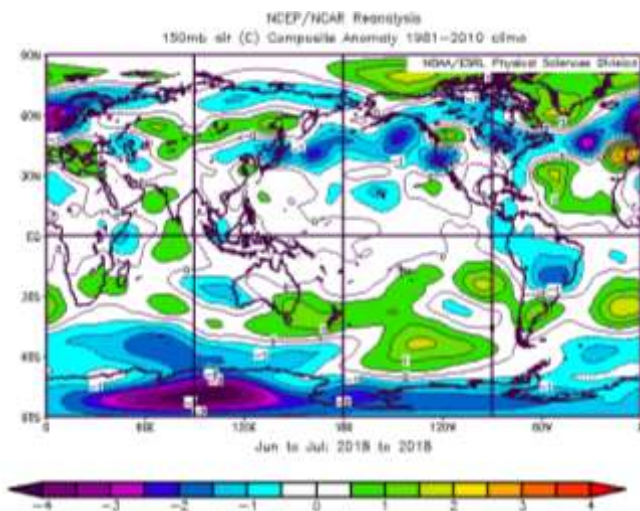 NCEP/NCAR Reanalysis
150mb air (C) Composite Anomaly 1981-2010 climo
NOAA/ESRL Physical Sciences Division
90N
60N
30N
EQ
30S
60S
90S
0 60E 120E 180 120W 60W
Jun to Jul: 2018 to 2018
-4 -3 -2 -1 0 1 2 3 4